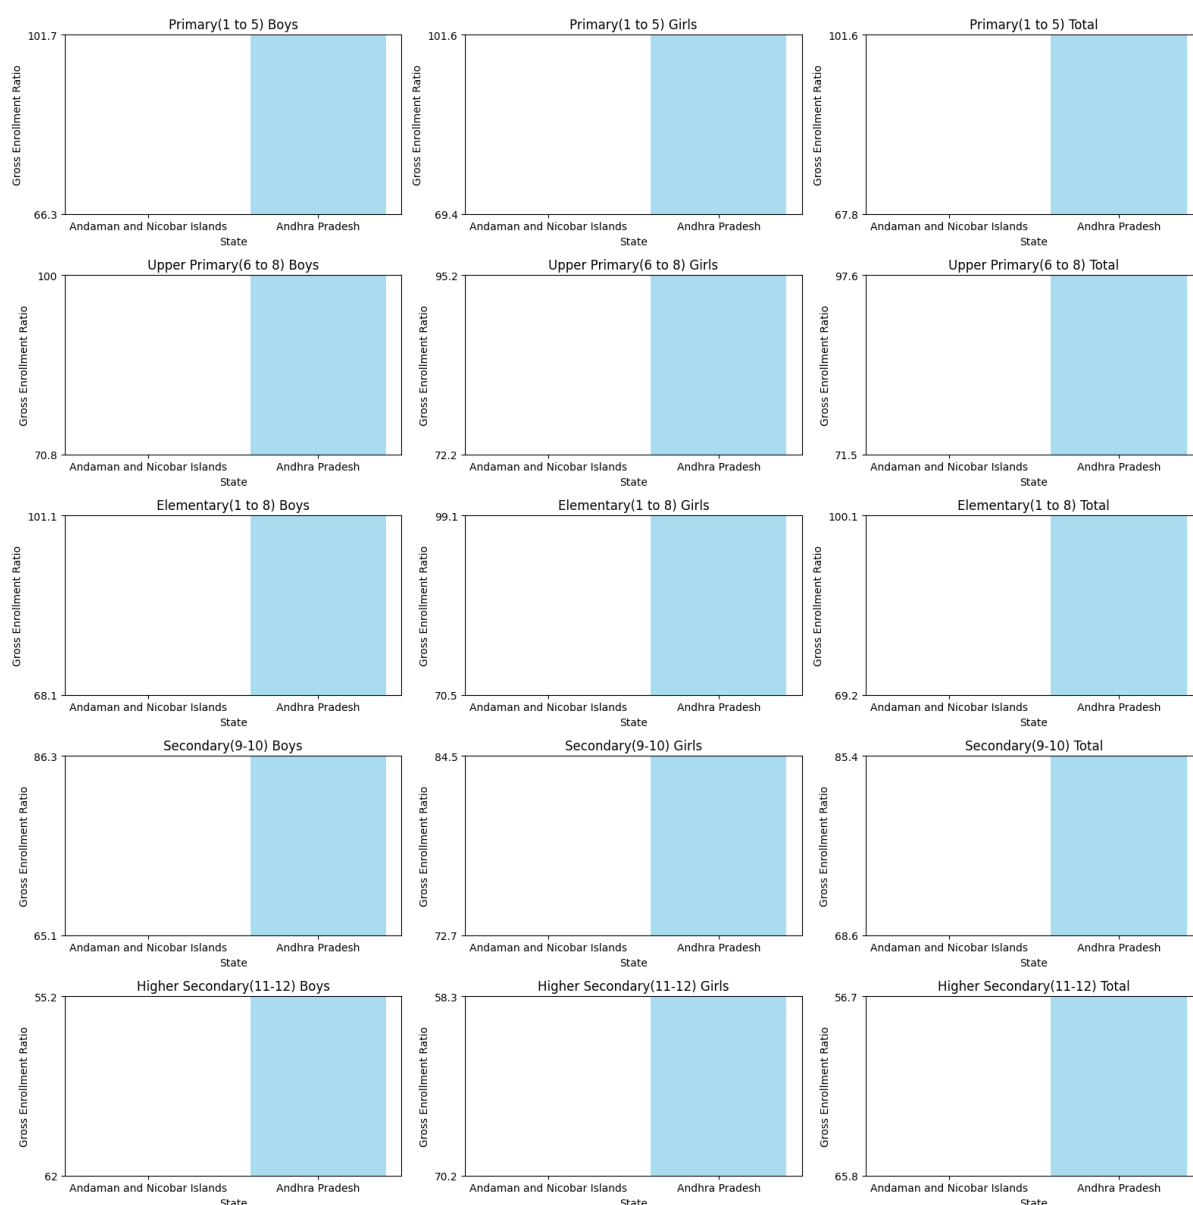 Primary(1 to 5) Boys
101.7
Gross Enrollment Ratio
66.3
Andaman and Nicobar Islands Andhra Pradesh
State
Primary(1 to 5) Girls
101.6
Gross Enrollment Ratio
69.4
Andaman and Nicobar Islands Andhra Pradesh
State
Primary(1 to 5) Total
101.6
Gross Enrollment Ratio
67.8
Andaman and Nicobar Islands Andhra Pradesh
State
Upper Primary(6 to 8) Boys
100
Gross Enrollment Ratio
70.8
Andaman and Nicobar Islands Andhra Pradesh
State
Upper Primary(6 to 8) Girls
95.2
Gross Enrollment Ratio
72.2
Andaman and Nicobar Islands Andhra Pradesh
State
Upper Primary(6 to 8) Total
97.6
Gross Enrollment Ratio
71.5
Andaman and Nicobar Islands Andhra Pradesh
State
Elementary(1 to 8) Boys
101.1
Gross Enrollment Ratio
68.1
Andaman and Nicobar Islands Andhra Pradesh
State
Elementary(1 to 8) Girls
99.1
Gross Enrollment Ratio
70.5
Andaman and Nicobar Islands Andhra Pradesh
State
Elementary(1 to 8) Total
100.1
Gross Enrollment Ratio
69.2
Andaman and Nicobar Islands Andhra Pradesh
State
Secondary(9-10) Boys
86.3
Gross Enrollment Ratio
65.1
Andaman and Nicobar Islands Andhra Pradesh
State
Secondary(9-10) Girls
84.5
Gross Enrollment Ratio
72.7
Andaman and Nicobar Islands Andhra Pradesh
State
Secondary(9-10) Total
85.4
Gross Enrollment Ratio
68.6
Andaman and Nicobar Islands Andhra Pradesh
State
Higher Secondary(11-12) Boys
55.2
Gross Enrollment Ratio
62
Andaman and Nicobar Islands Andhra Pradesh
State
Higher Secondary(11-12) Girls
58.3
Gross Enrollment Ratio
70.2
Andaman and Nicobar Islands Andhra Pradesh
State
Higher Secondary(11-12) Total
56.7
Gross Enrollment Ratio
65.8
Andaman and Nicobar Islands Andhra Pradesh
State